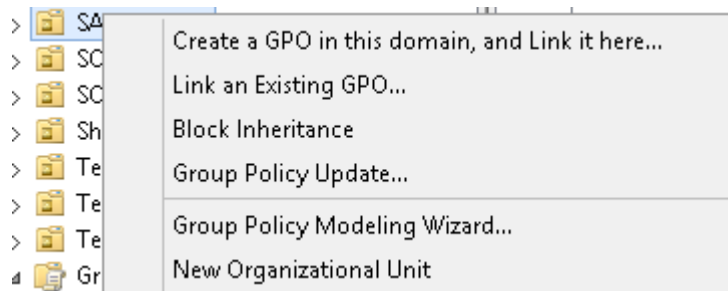 SA
Create a GPO in this domain, and Link it here...
SC
Link an Existing GPO...
SC
Block Inheritance
Sh
Group Policy Update...
Te
Te
Group Policy Modeling Wizard...
Te
New Organizational Unit
Gr